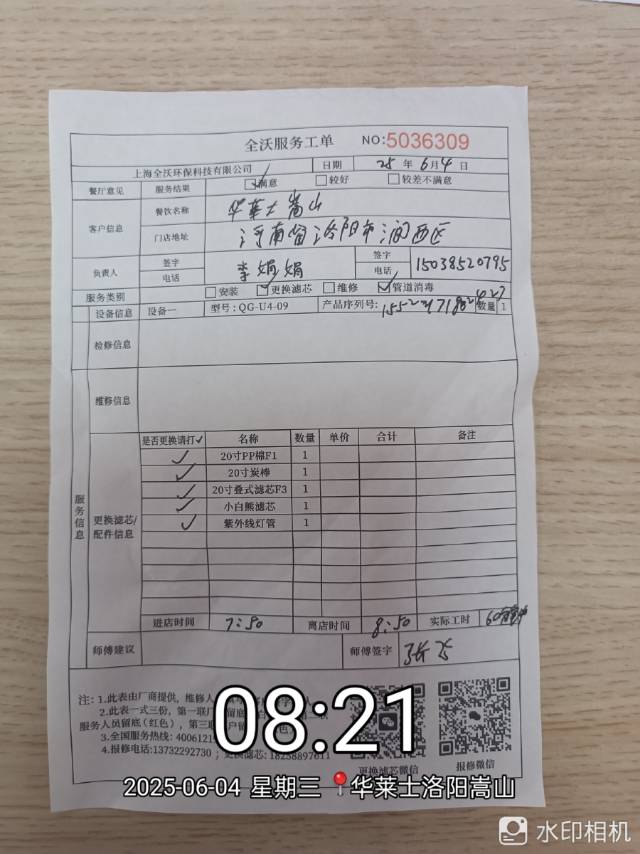 全沃服务工单 NO:5036309
上海全沃环保科技有限公司 日期 25 年 6 月 4 日
餐厅意见 服务结果 ☑满意 □较好 □较差不满意
客户信息 餐饮名称 华莱士嵩山
门店地址 河南省洛阳市涧西区
负责人 签字 李娟娟 签字
电话 电话 15038520795
服务类别 □安装 ☑更换滤芯 □维修 ☑管道消毒
设备信息 设备一 型号:QG-U4-09 产品序列号: 数量 1
检修信息
维修信息
服务信息
更换滤芯/配件信息
是否更换请打✓ 名称 数量 单价 合计 备注
✓ 20寸PP棉F1 1
✓ 20寸炭棒 1
✓ 20寸叠式滤芯F3 1
✓ 小白熊滤芯 1
✓ 紫外线灯管 1
进店时间 7:50 离店时间 8:50 实际工时 60
师傅建议 师傅签字
注: 1.此表由厂商提供, 维修人
2.此表一式三份, 第一联
服务人员留底(红色), 第三联
3.全国服务热线: 4006121
4.报修电话:13732292730 ; 更换滤芯: 18258897611
更换滤芯微信 报修微信
08:21
2025-06-04 星期三 华莱士洛阳嵩山
水印相机